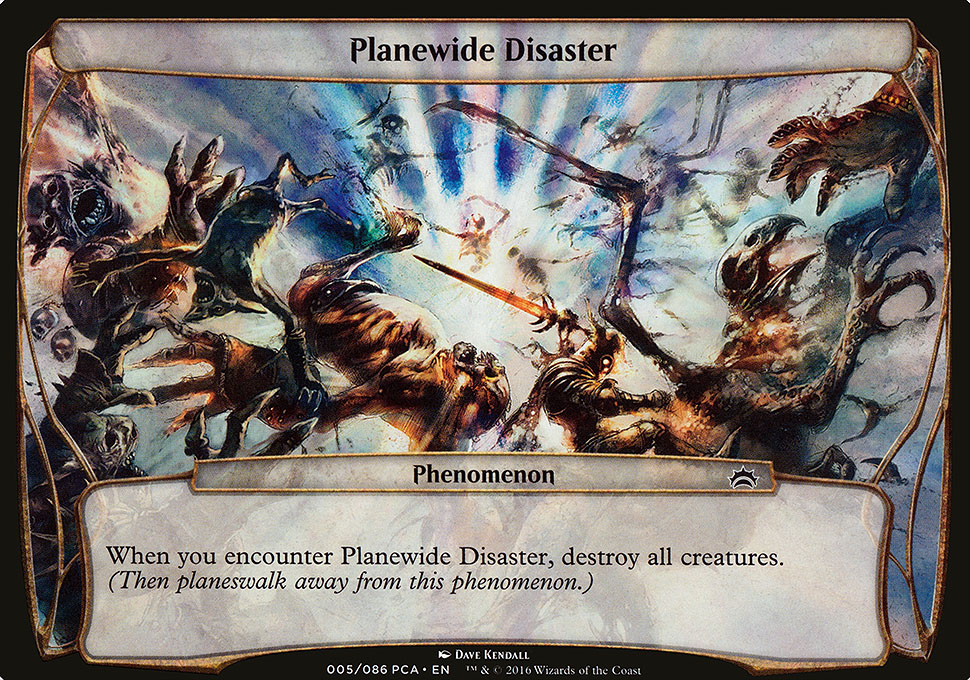 Planewide Disaster
Phenomenon
When you encounter Planewide Disaster, destroy all creatures.
(Then planeswalk away from this phenomenon.)
Dave Kendall
005/086 PCA • EN ™ & © 2016 Wizards of the Coast